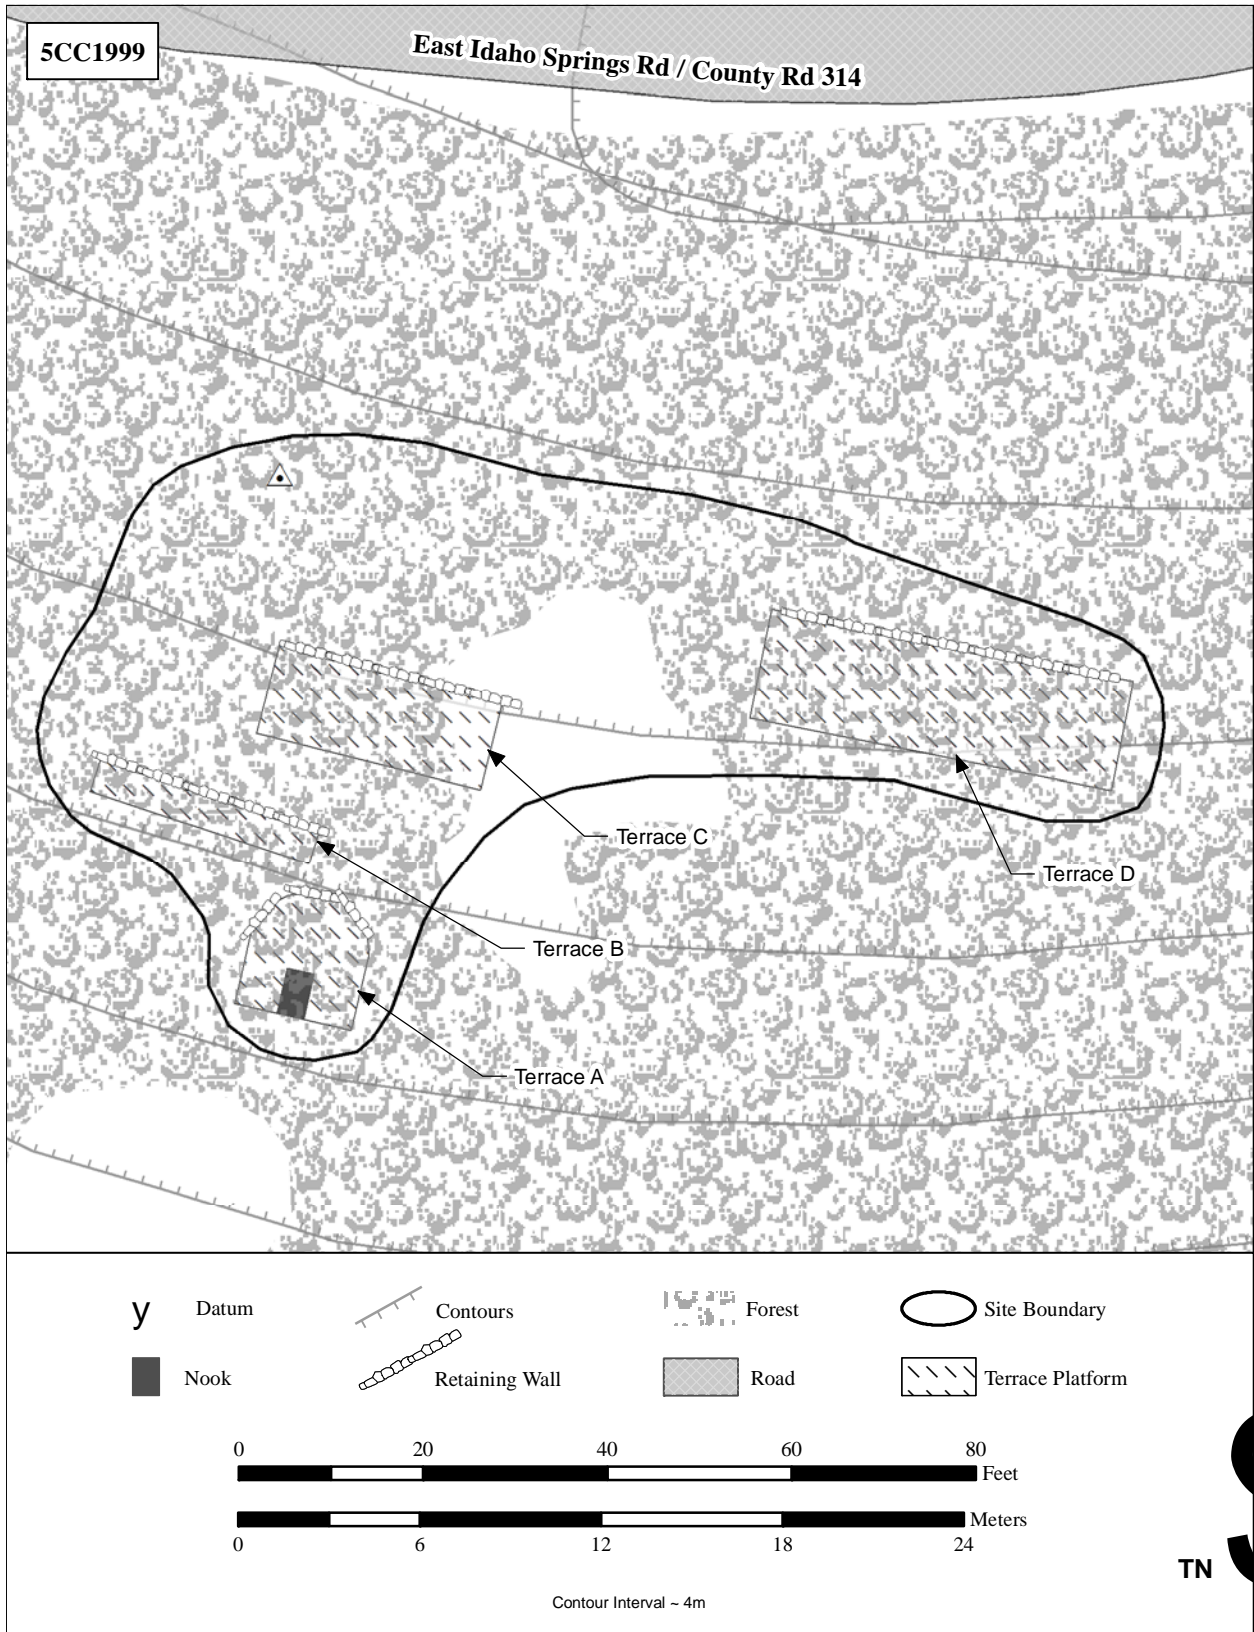 5CC1999
East Idaho Springs Rd / County Rd 314
Terrace C
Terrace D
Terrace B
Terrace A
y Datum
Contours
Forest
Site Boundary
Nook
Retaining Wall
Road
Terrace Platform
0 20 40 60 80
Feet
Meters
0 6 12 18 24
TN
Contour Interval ~ 4m